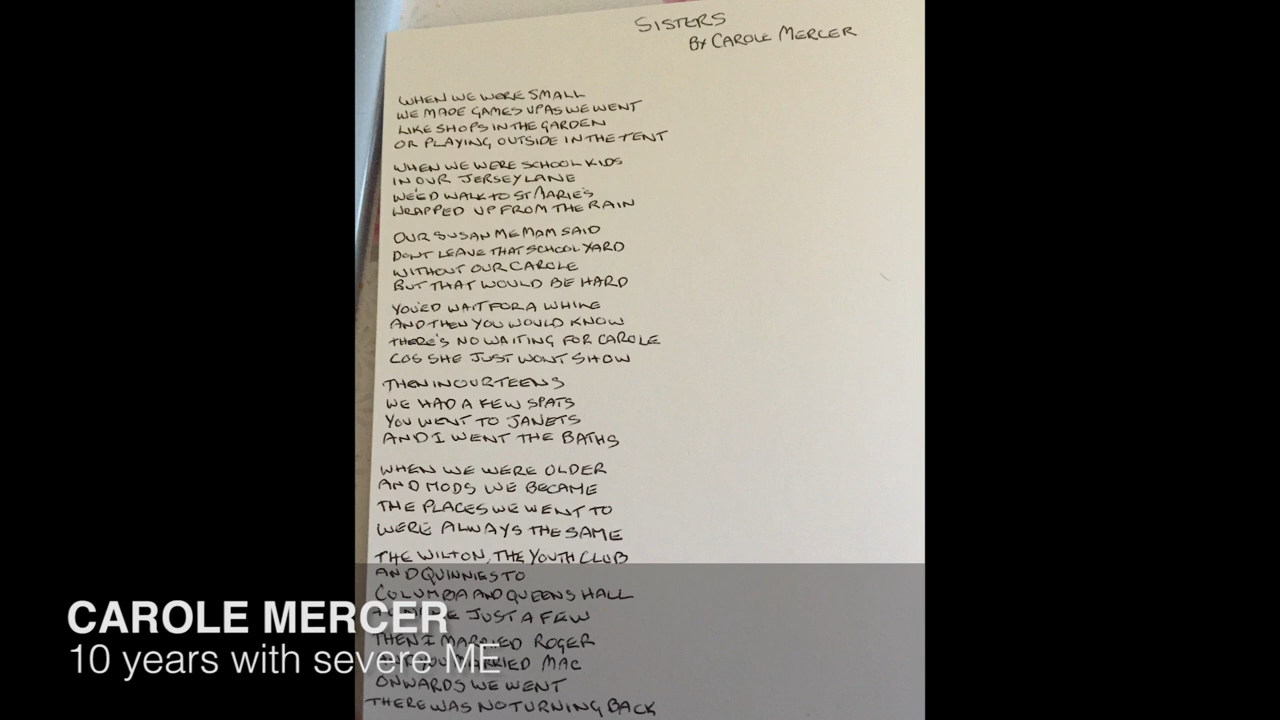 SISTERS
BY CAROLE MERCER
WHEN WE WERE SMALL
WE MADE GAMES UP AS WE WENT
LIKE SHOPS IN THE GARDEN
OR PLAYING OUTSIDE IN THE TENT
WHEN WE WERE SCHOOL KIDS
IN OUR JERSEY LANE
WE'ED WALK TO ST MARIE'S
WRAPPED UP FROM THE RAIN
OUR SUSAN ME MAM SAID
DON'T LEAVE THAT SCHOOL YARD
WITHOUT OUR CAROLE
BUT THAT WOULD BE HARD
YOU'ED WAIT FOR A WHILE
AND THEN YOU WOULD KNOW
THERE'S NO WAITING FOR CAROLE
COS SHE JUST WONT SHOW
THEN IN OUR TEENS
WE HAD A FEW SPATS
YOU WENT TO JANETS
AND I WENT THE BATHS
WHEN WE WERE OLDER
AND MODS WE BECAME
THE PLACES WE WENT TO
WERE ALWAYS THE SAME
THE WILTON, THE YOUTH CLUB
AND QUINNIES TO
COLUMBA AND QUEENS HALL
JUST A FEW
THEN I MARRIED ROGER
YOU MARRIED MAC
ONWARDS WE WENT
THERE WAS NO TURNING BACK
CAROLE MERCER
10 years with severe ME